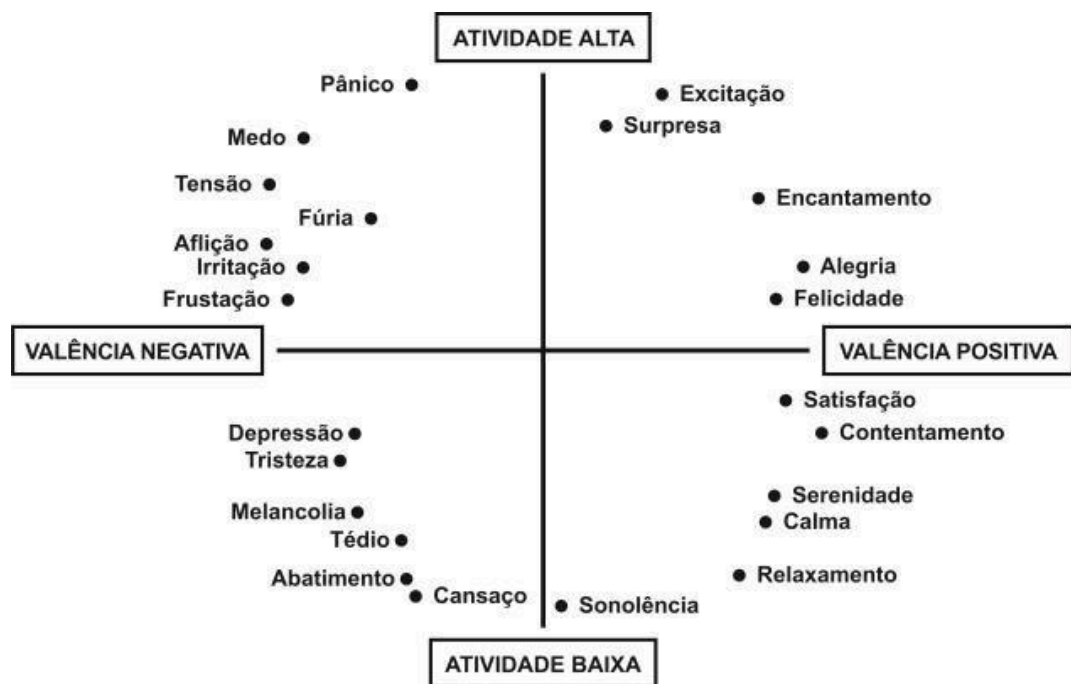 ATIVIDADE ALTA
Pânico
Excitação
Surpresa
Medo
Tensão
Encantamento
Fúria
Aflição
Irritação
Alegria
Frustação
Felicidade
VALÊNCIA NEGATIVA
VALÊNCIA POSITIVA
Satisfação
Depressão
Contentamento
Tristeza
Serenidade
Melancolia
Calma
Tédio
Relaxamento
Abatimento
Cansaço
Sonolência
ATIVIDADE BAIXA